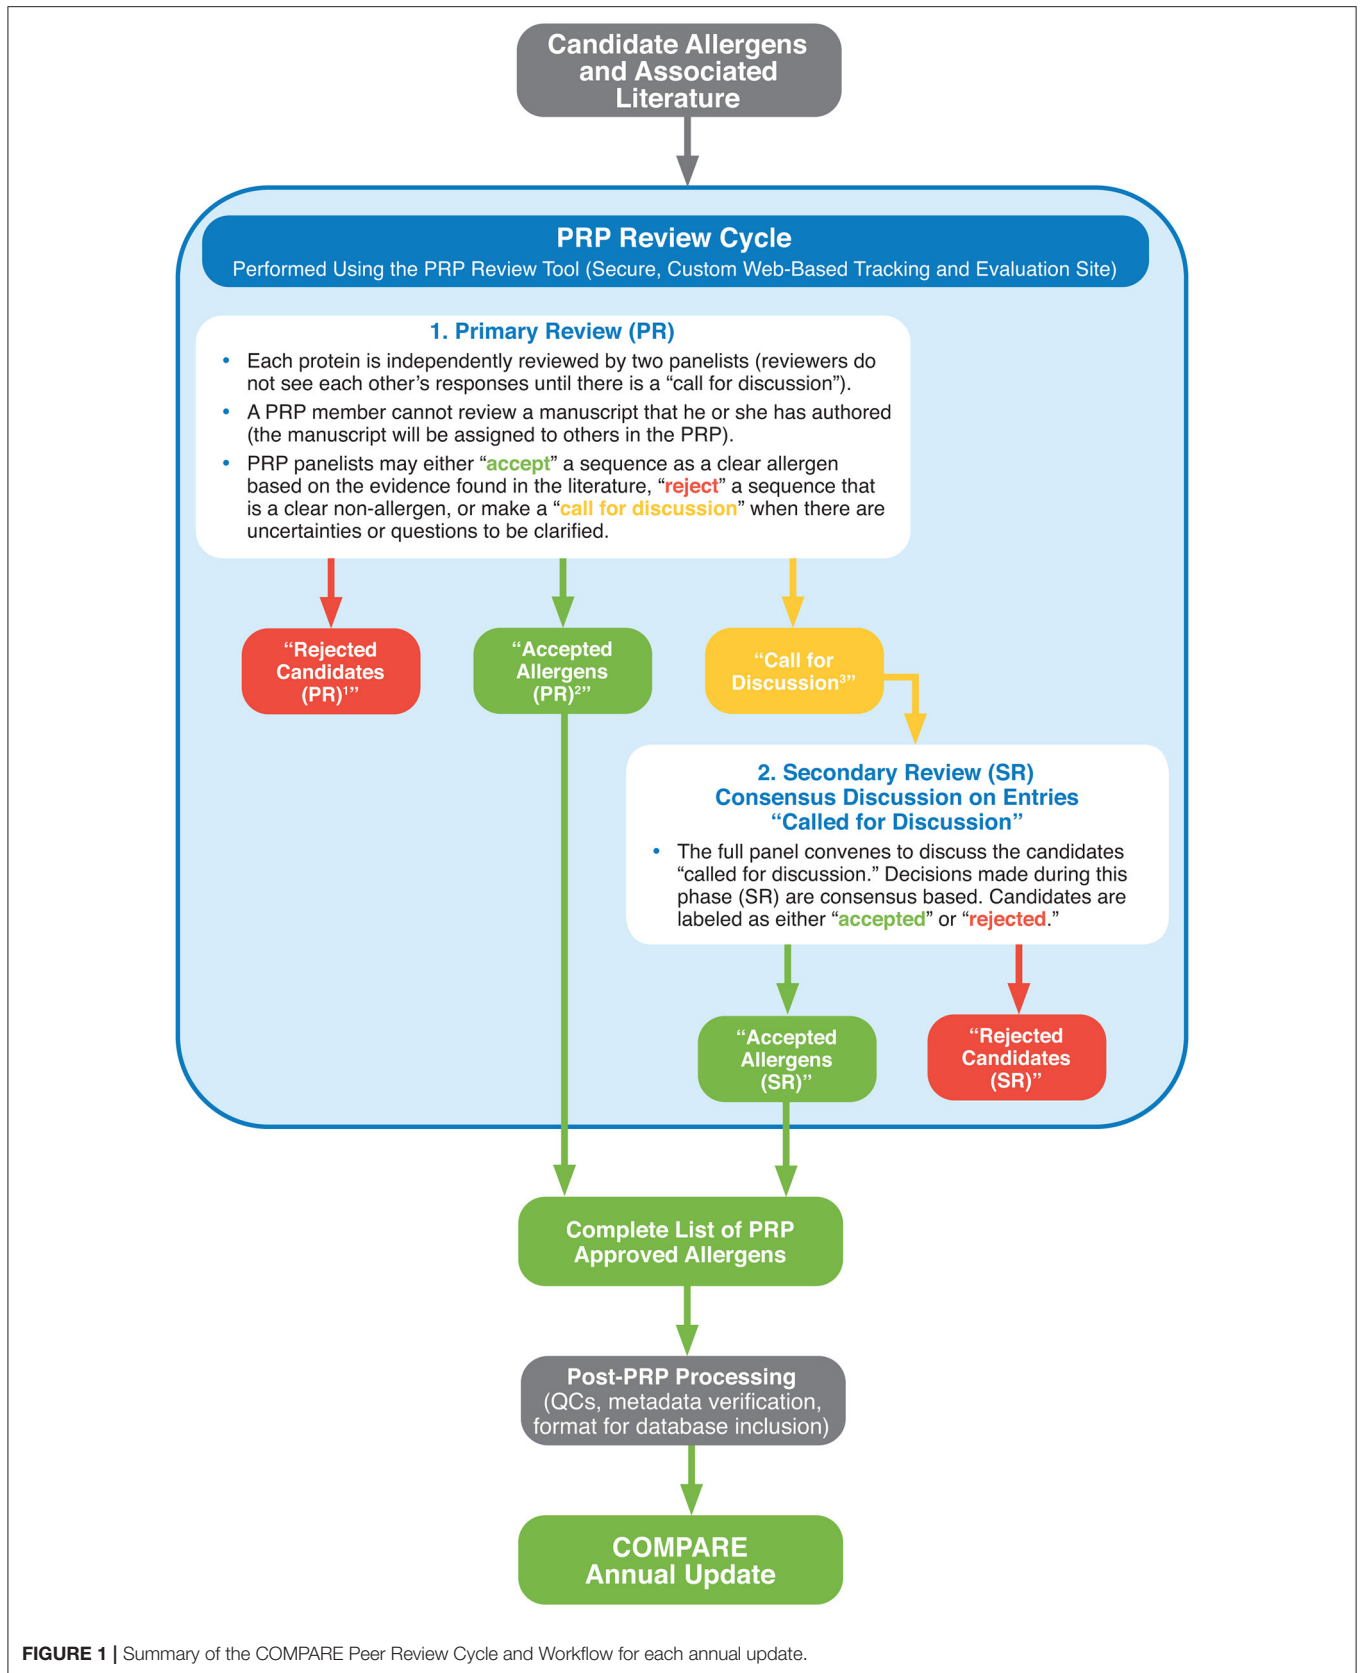 Candidate Allergens
and Associated
Literature
PRP Review Cycle
Performed Using the PRP Review Tool (Secure, Custom Web-Based Tracking and Evaluation Site)
1. Primary Review (PR)
• Each protein is independently reviewed by two panelists (reviewers do
not see each other’s responses until there is a “call for discussion”).
• A PRP member cannot review a manuscript that he or she has authored
(the manuscript will be assigned to others in the PRP).
• PRP panelists may either “accept” a sequence as a clear allergen
based on the evidence found in the literature, “reject” a sequence that
is a clear non-allergen, or make a “call for discussion” when there are
uncertainties or questions to be clarified.
“Rejected
Candidates
(PR)¹”
“Accepted
Allergens
(PR)²”
“Call for
Discussion³”
2. Secondary Review (SR)
Consensus Discussion on Entries
“Called for Discussion”
• The full panel convenes to discuss the candidates
“called for discussion.” Decisions made during this
phase (SR) are consensus based. Candidates are
labeled as either “accepted” or “rejected.”
“Accepted
Allergens
(SR)”
“Rejected
Candidates
(SR)”
Complete List of PRP
Approved Allergens
Post-PRP Processing
(QCs, metadata verification,
format for database inclusion)
COMPARE
Annual Update
FIGURE 1 | Summary of the COMPARE Peer Review Cycle and Workflow for each annual update.